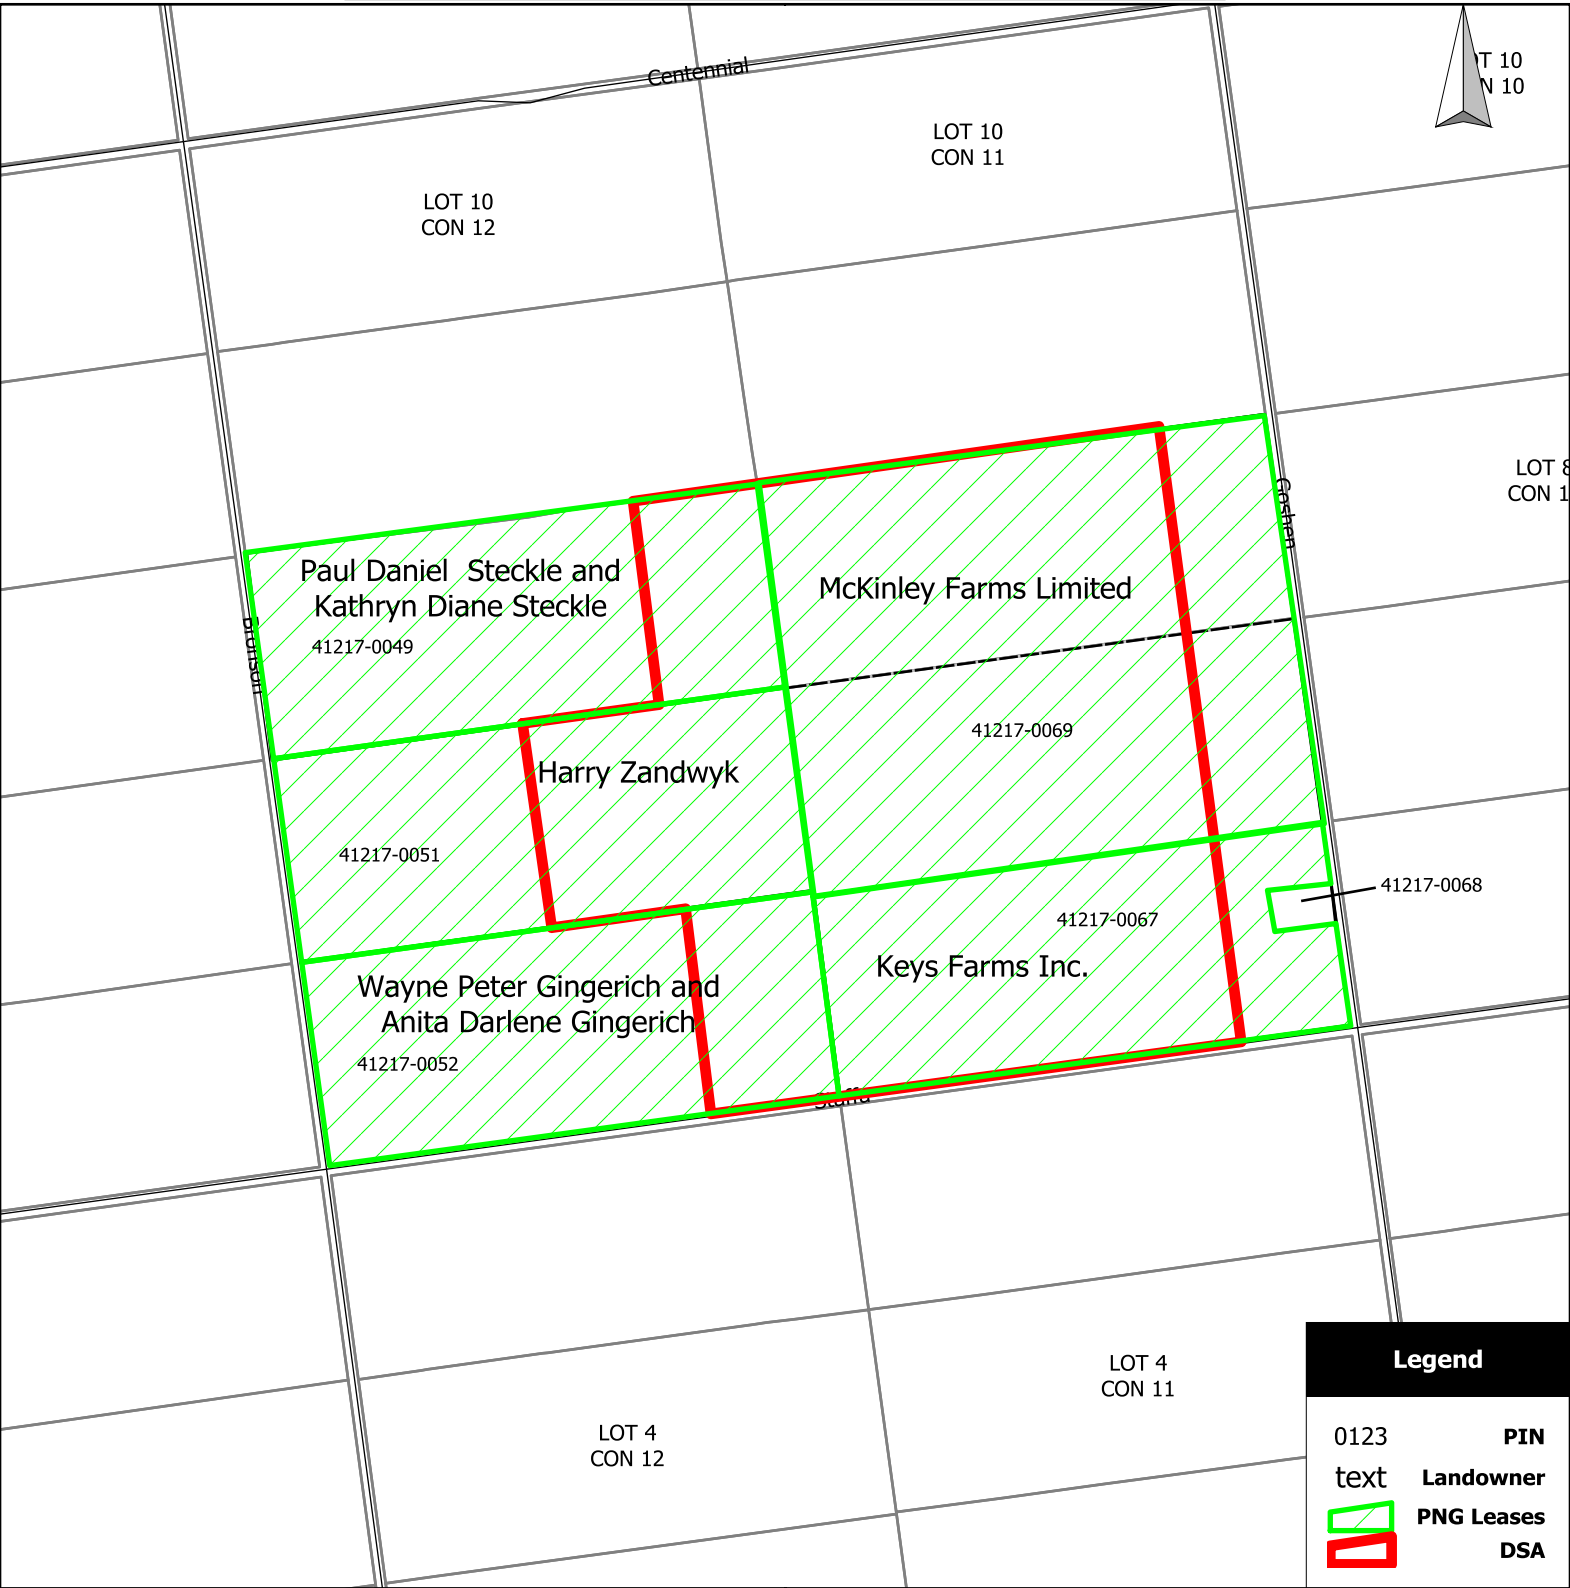 Centennial
LOT 10
CON 11
LOT 10
CON 12
OT 10
N 10
LOT 8
CON 1
Goshen
Paul Daniel  Steckle and
Kathryn Diane Steckle
41217-0049
Bronson
McKinley Farms Limited
41217-0069
Harry Zandwyk
41217-0051
41217-0068
41217-0067
Keys Farms Inc.
Wayne Peter Gingerich and
Anita Darlene Gingerich
41217-0052
Staffa
LOT 4
CON 11
LOT 4
CON 12
Legend
0123 PIN
text Landowner
PNG Leases
DSA